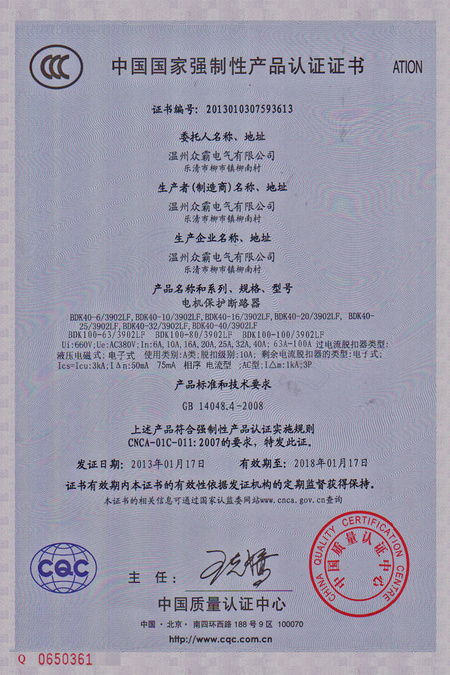 CCC
中国国家强制性产品认证证书 ATION
证书编号: 2013010307593613
委托人名称、地址
温州众霸电气有限公司
乐清市柳市镇柳南村
生产者(制造商)名称、地址
温州众霸电气有限公司
乐清市柳市镇柳南村
生产企业名称、地址
温州众霸电气有限公司
乐清市柳市镇柳南村
产品名称和系列、规格、型号
电机保护断路器
BDK40-6/3902LF, BDK40-10/3902LF, BDK40-16/3902LF, BDK40-20/3902LF, BDK40-
25/3902LF, BDK40-32/3902LF, BDK40-40/3902LF
BDK100-63/3902LF BDK100-80/3902LF BDK100-100/3902LF
Ui:660V;Ue:AC380V;In:6A,10A,16A,20A,25A,32A,40A; 63A-100A 过电流脱扣器类型:
液压电磁式; 电子式 使用类别:A类;脱扣级别:10A; 剩余电流脱扣器的类型:电子式;
Ics=Icu:3kA;IΔn:50mA 75mA 相序 电流型 ;AC型;IΔm:1kA;3P
产品标准和技术要求
GB 14048.4-2008
上述产品符合强制性产品认证实施规则
CNCA-01C-011:2007的要求，特发此证。
发证日期: 2013年01月17日 有效期至: 2018年01月17日
证书有效期内本证书的有效性依据发证机构的定期监督获得保持。
本证书的相关信息可通过国家认监委网站www.cnca.gov.cn查询
CQC
主任:
CHINA QUALITY CERTIFICATION CENTRE
中国质量认证中心
中国质量认证中心
中国·北京·南四环西路188号9区 100070
http://www.cqc.com.cn
Q 0650361